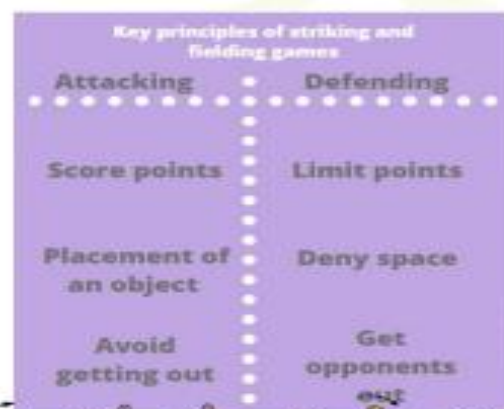 Key principles of striking and
fielding games
Attacking
Defending
Score points
Limit points
Placement of
an object
Deny space
Avoid
getting out
Get
opponents
out